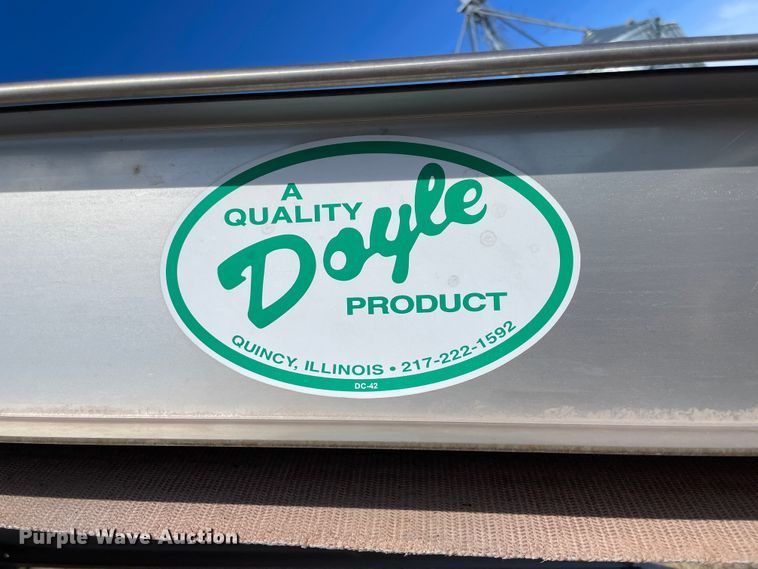 A
QUALITY
Doyle
PRODUCT
QUINCY, ILLINOIS • 217-222-1592
DC-42
Purple Wave Auction